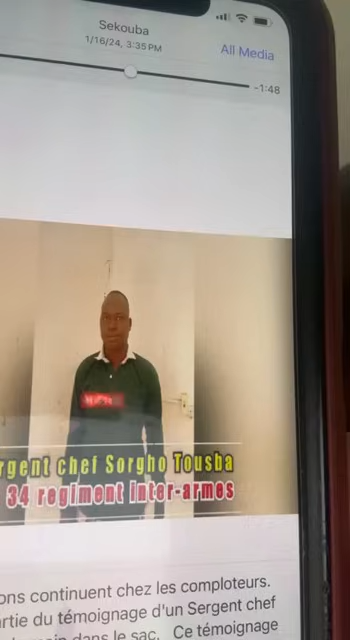 Sekouba
1/16/24, 3:35 PM
All Media
-1:48
rgent chef Sorgho Tousba
34 regiment inter-armes
ons continuent chez les comploteurs.
rtie du témoignage d'un Sergent chef
main dans le sac. Ce témoignage